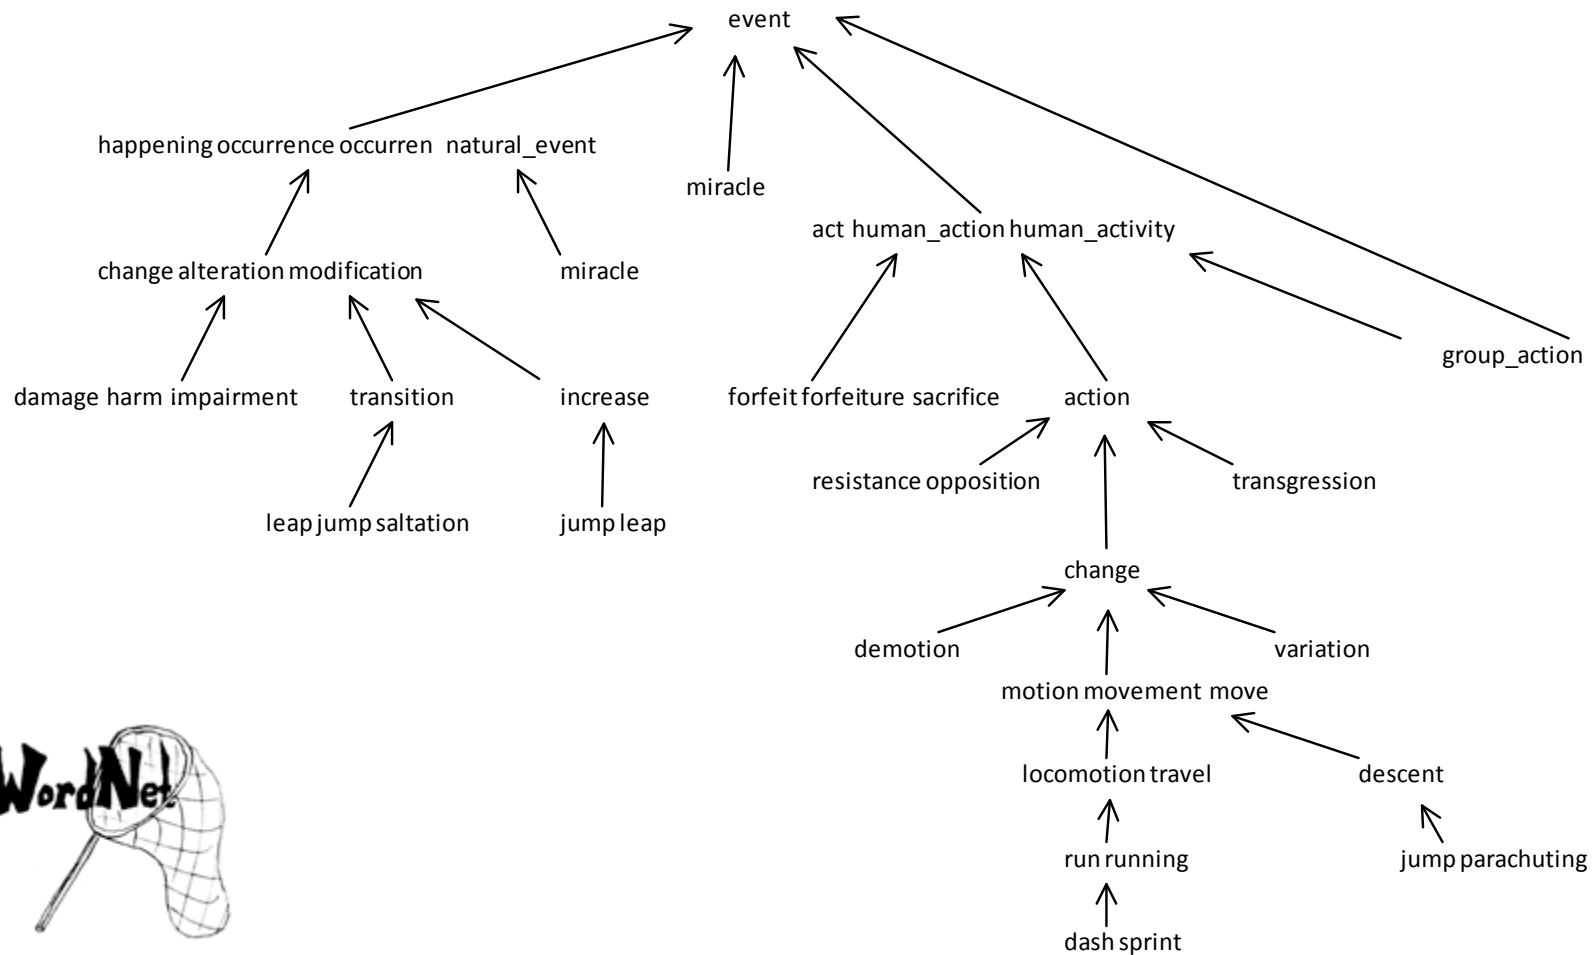 event
happening occurrence occurren natural_event
miracle
act human_action human_activity
change alteration modification
miracle
group_action
damage harm impairment
transition
increase
forfeit forfeiture sacrifice
action
resistance opposition
transgression
leap jump saltation
jump leap
change
demotion
variation
motion movement move
WordNet
locomotion travel
descent
run running
jump parachuting
dash sprint